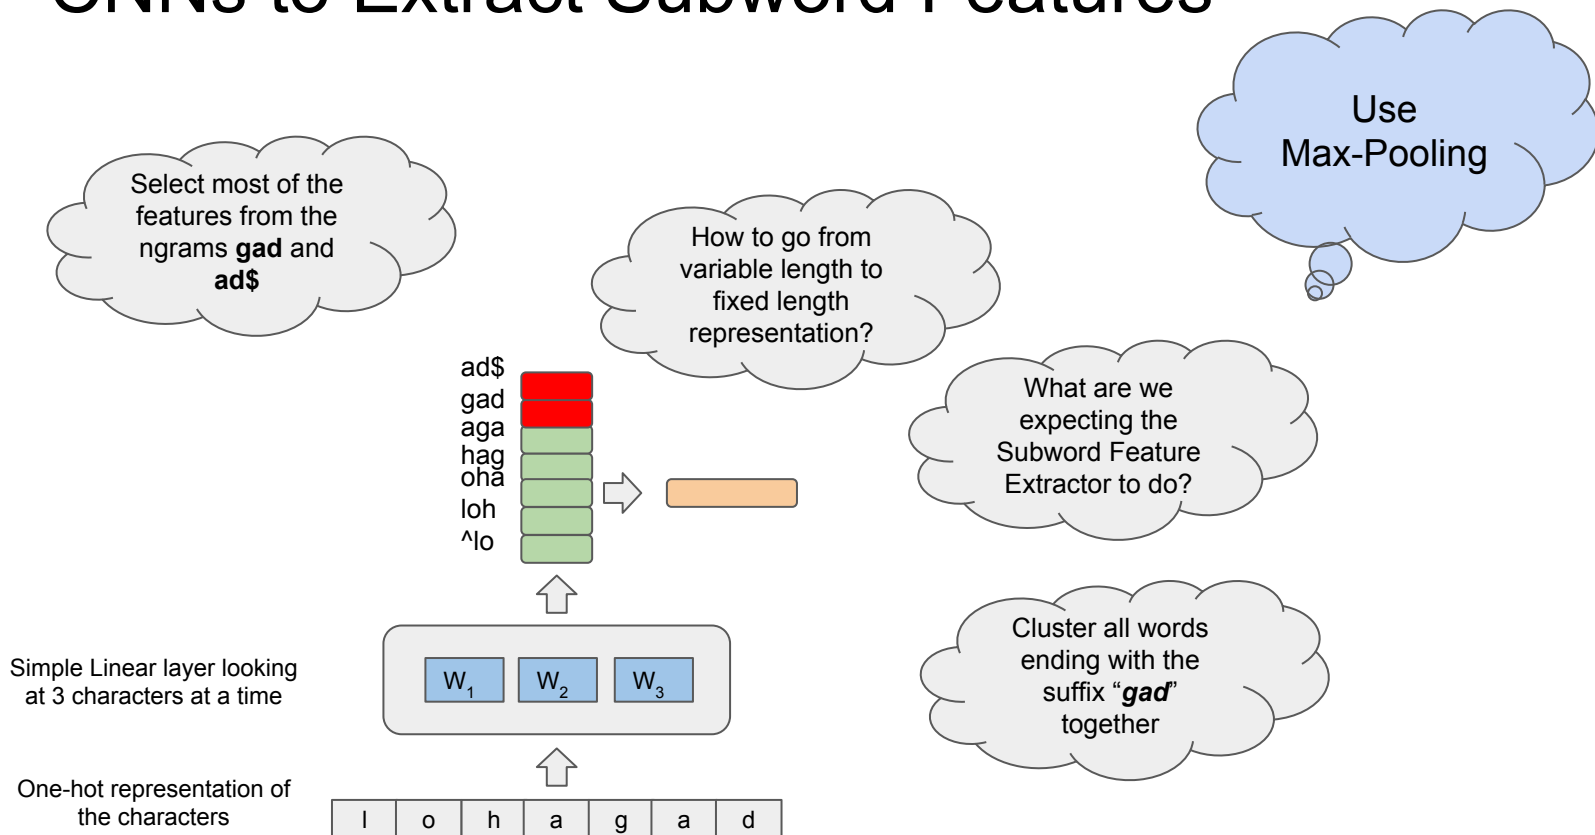 CNNs to Extract Subword Features
Use
Max-Pooling
Select most of the
features from the
ngrams gad and
ad$
How to go from
variable length to
fixed length
representation?
What are we
expecting the
Subword Feature
Extractor to do?
ad$
gad
aga
hag
oha
loh
^lo
Cluster all words
ending with the
suffix “gad”
together
Simple Linear layer looking
at 3 characters at a time
W1 W2 W3
One-hot representation of
the characters
l o h a g a d